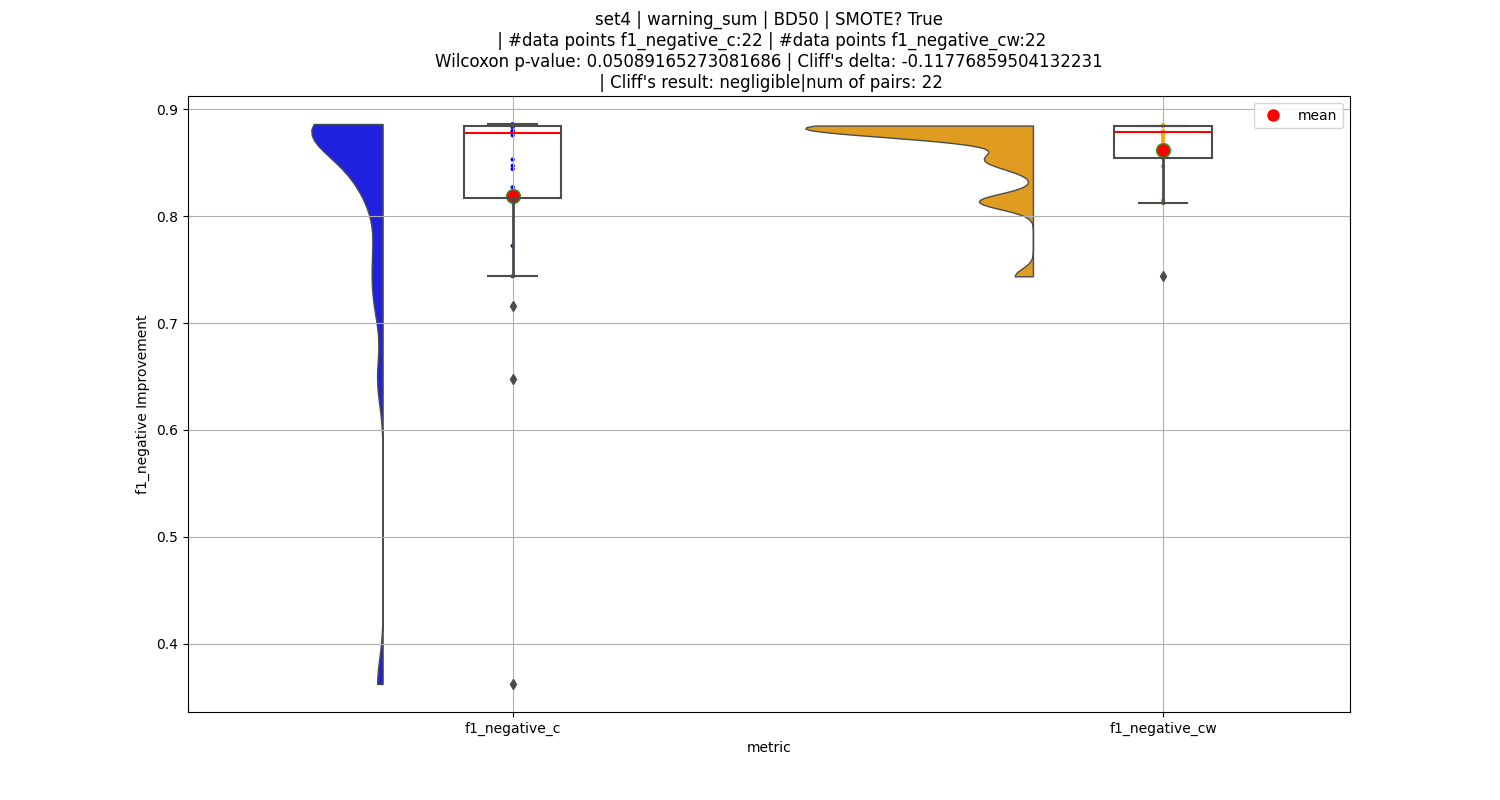 set4 | warning_sum | BD50 | SMOTE? True
| #data points f1_negative_c:22 | #data points f1_negative_cw:22
Wilcoxon p-value: 0.05089165273081686 | Cliff's delta: -0.11776859504132231
| Cliff's result: negligible|num of pairs: 22
mean
0.9
0.8
0.7
0.6
0.5
0.4
f1_negative Improvement
f1_negative_c
f1_negative_cw
metric